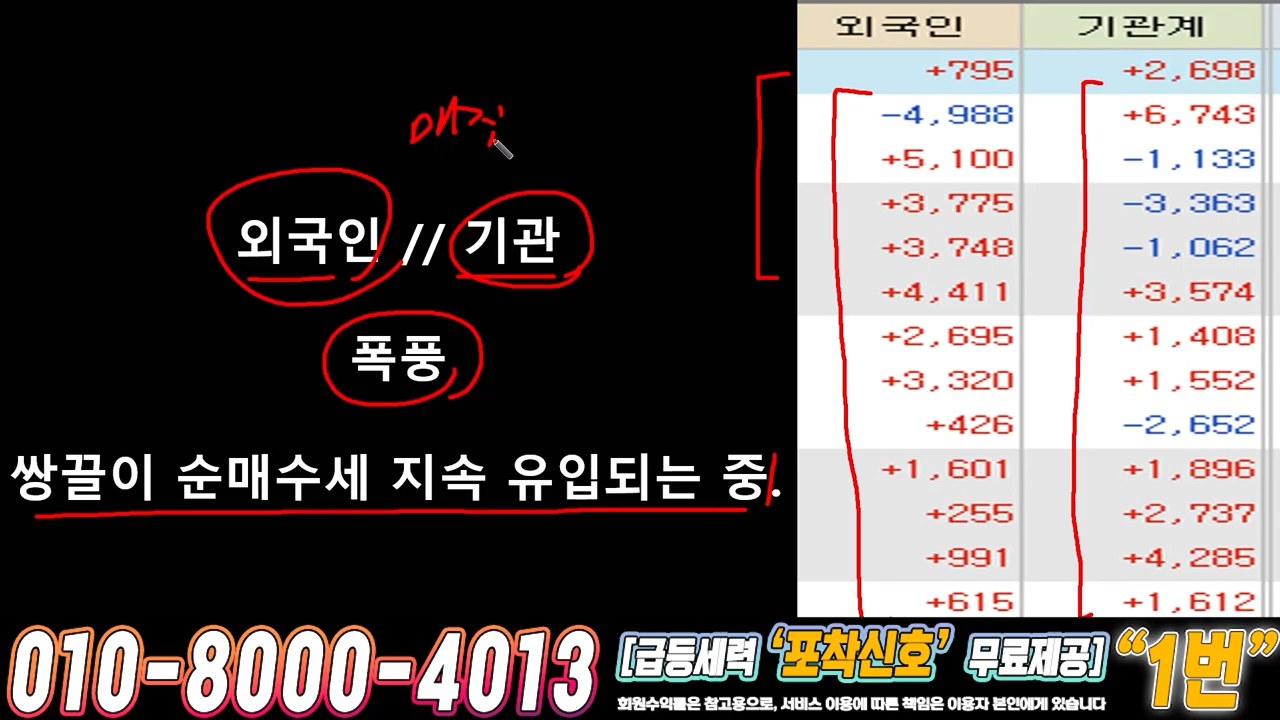 외국인 // 기관
폭풍
쌍끌이 순매수세 지속 유입되는 중.
외국인 기관계
+795 +2,698
-4,988 +6,743
+5,100 -1,133
+3,775 -3,363
+3,748 -1,062
+4,411 +3,574
+2,695 +1,408
+3,320 +1,552
+426 -2,652
+1,601 +1,896
+255 +2,737
+991 +4,285
+615 +1,612
010-8000-4013
[급등세력 '포착신호' 무료제공] "1번"
회원수익률은 참고용으로, 서비스 이용에 따른 책임은 이용자 본인에게 있습니다